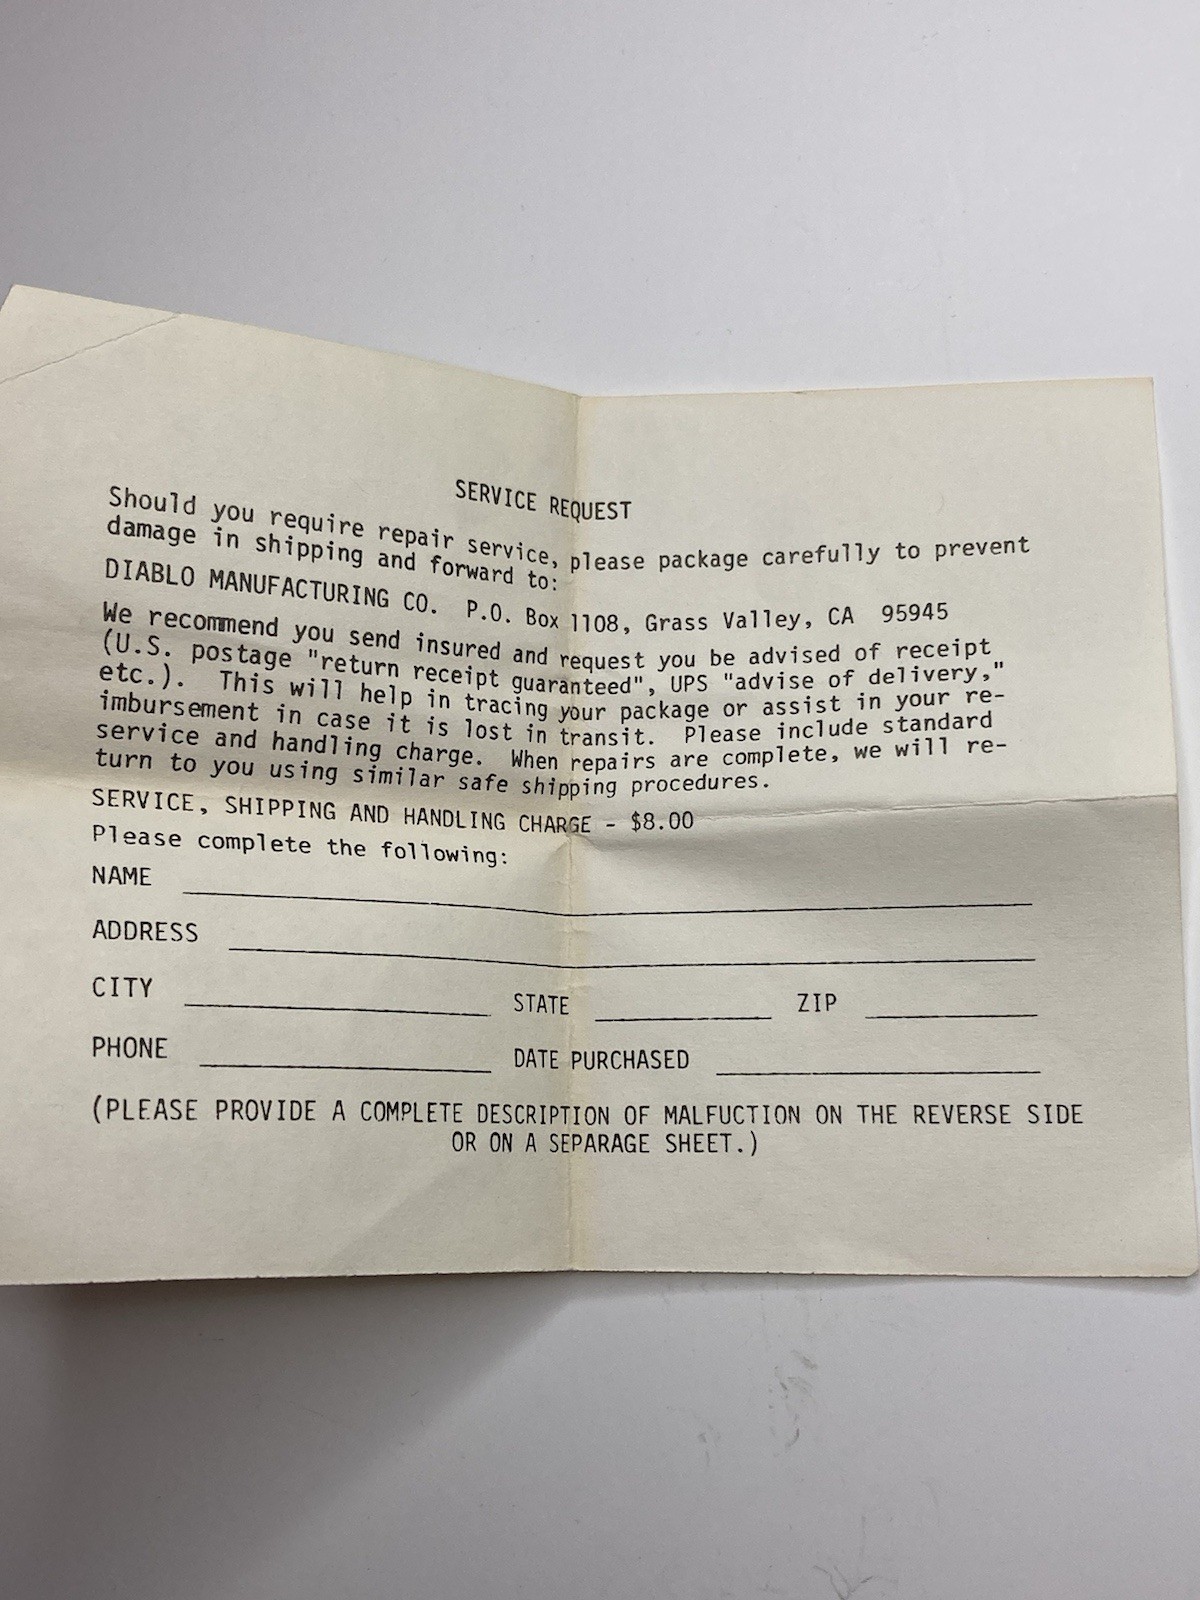 SERVICE REQUEST
Should you require repair service, please package carefully to prevent
damage in shipping and forward to:
DIABLO MANUFACTURING CO. P.O. Box 1108, Grass Valley, CA 95945
We recommend you send insured and request you be advised of receipt
(U.S. postage "return receipt guaranteed", UPS "advise of delivery,"
etc.). This will help in tracing your package or assist in your re-
imbursement in case it is lost in transit. Please include standard
service and handling charge. When repairs are complete, we will re-
turn to you using similar safe shipping procedures.
SERVICE, SHIPPING AND HANDLING CHARGE - $8.00
Please complete the following:
NAME
ADDRESS
CITY STATE ZIP
PHONE DATE PURCHASED
(PLEASE PROVIDE A COMPLETE DESCRIPTION OF MALFUCTION ON THE REVERSE SIDE
OR ON A SEPARAGE SHEET.)